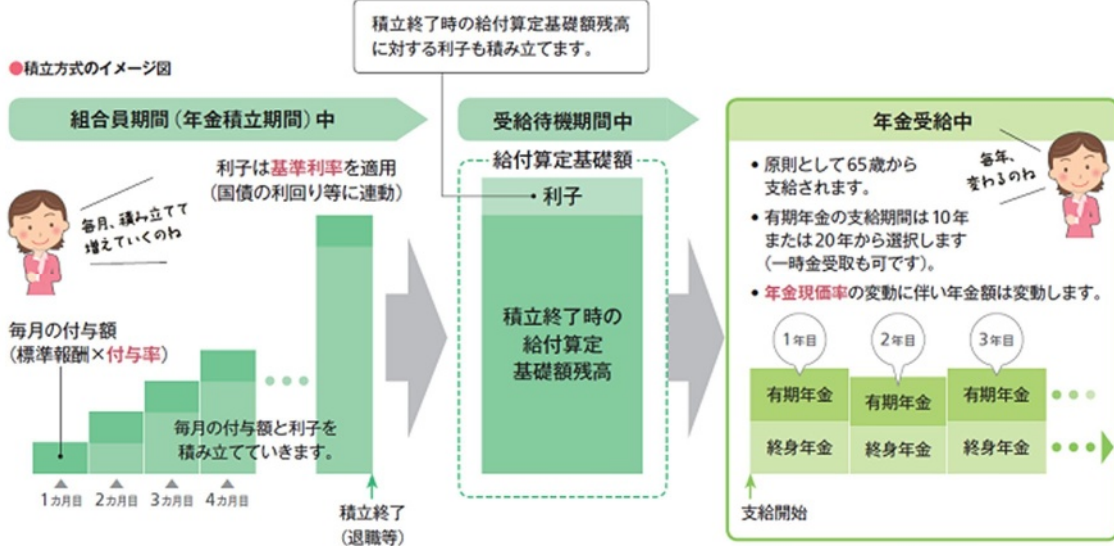 積立終了時の給付算定基礎額残高
に対する利子も積み立てます。
●積立方式のイメージ図
組合員期間（年金積立期間）中
利子は基準利率を適用
（国債の利回り等に連動）
毎月、積み立てて
増えていくのね
毎月の付与額
（標準報酬×付与率）
毎月の付与額と利子を
積み立てていきます。
1カ月目
2カ月目
3カ月目
4カ月目
積立終了
（退職等）
受給待機期間中
給付算定基礎額
利子
積立終了時の
給付算定
基礎額残高
年金受給中
• 原則として65歳から
支給されます。
• 有期年金の支給期間は10年
または20年から選択します
（一時金受取も可です）。
• 年金現価率の変動に伴い年金額は変動します。
毎年、
変わるのね
1年目
2年目
3年目
有期年金
有期年金
有期年金
終身年金
終身年金
終身年金
支給開始